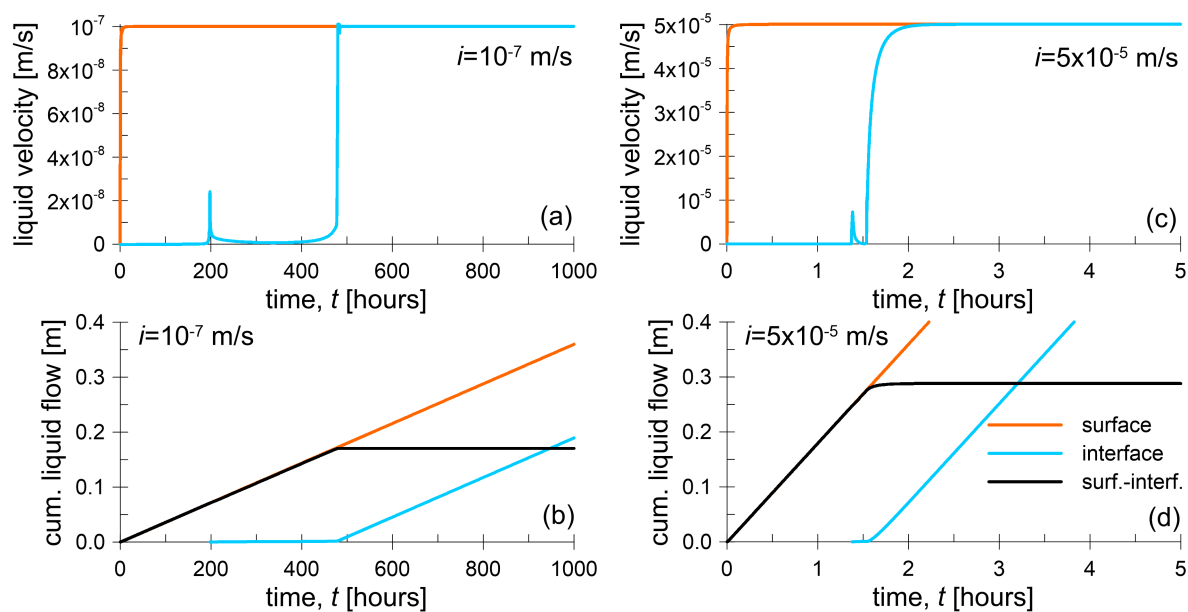 liquid velocity [m/s]
10⁻⁷
8x10⁻⁸
6x10⁻⁸
4x10⁻⁸
2x10⁻⁸
0
i=10⁻⁷ m/s
(a)
0 200 400 600 800 1000
time, t [hours]
liquid velocity [m/s]
5x10⁻⁵
4x10⁻⁵
3x10⁻⁵
2x10⁻⁵
10⁻⁵
0
i=5x10⁻⁵ m/s
(c)
0 1 2 3 4 5
time, t [hours]
cum. liquid flow [m]
0.4
0.3
0.2
0.1
0.0
i=10⁻⁷ m/s
(b)
0 200 400 600 800 1000
time, t [hours]
cum. liquid flow [m]
0.4
0.3
0.2
0.1
0.0
i=5x10⁻⁵ m/s
surface
interface
surf.-interf.
(d)
0 1 2 3 4 5
time, t [hours]